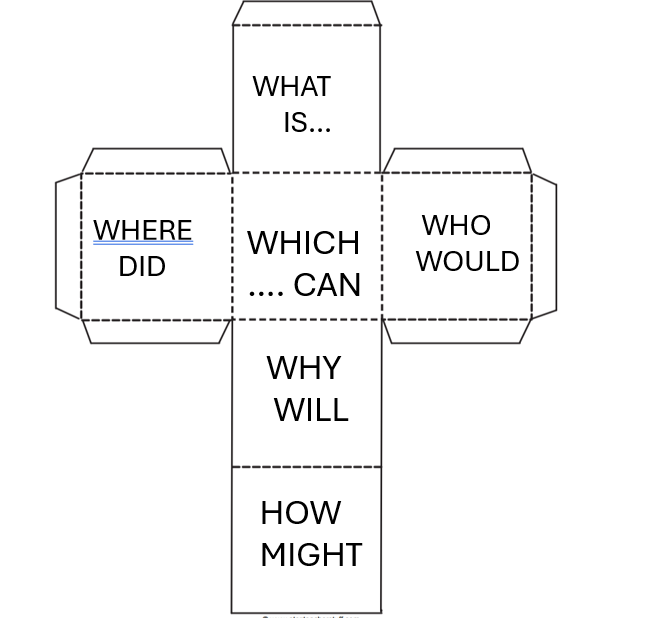 WHAT
IS...
WHERE
DID
WHICH
.... CAN
WHO
WOULD
WHY
WILL
HOW
MIGHT